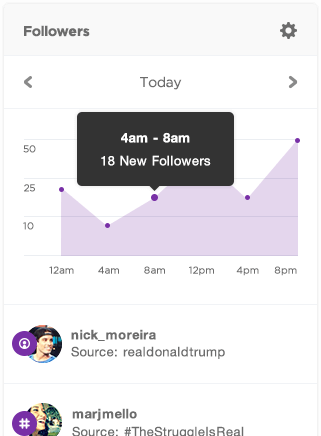 Followers
Today
4am - 8am
18 New Followers
50
25
10
12am 4am 8am 12pm 4pm 8pm
nick_moreira
Source: realdonaldtrump
#
marjmello
Source: #TheStruggleIsReal